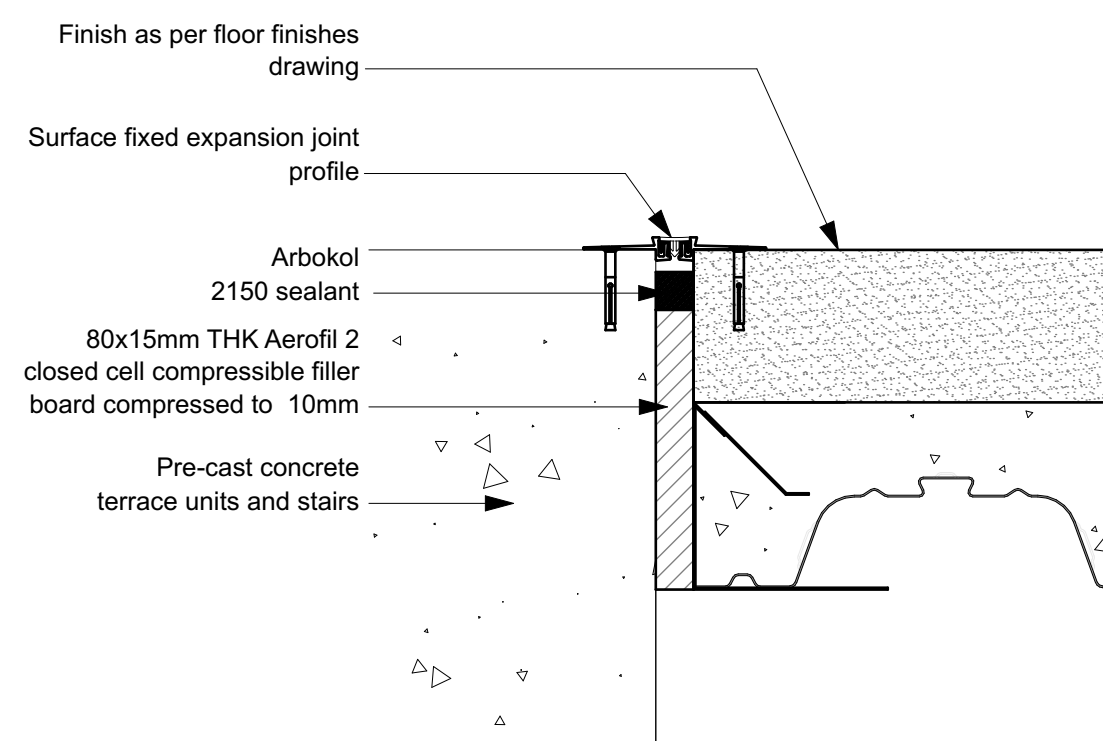 Finish as per floor finishes
drawing
Surface fixed expansion joint
profile
Arbokol
2150 sealant
80x15mm THK Aerofil 2
closed cell compressible filler
board compressed to 10mm
Pre-cast concrete
terrace units and stairs